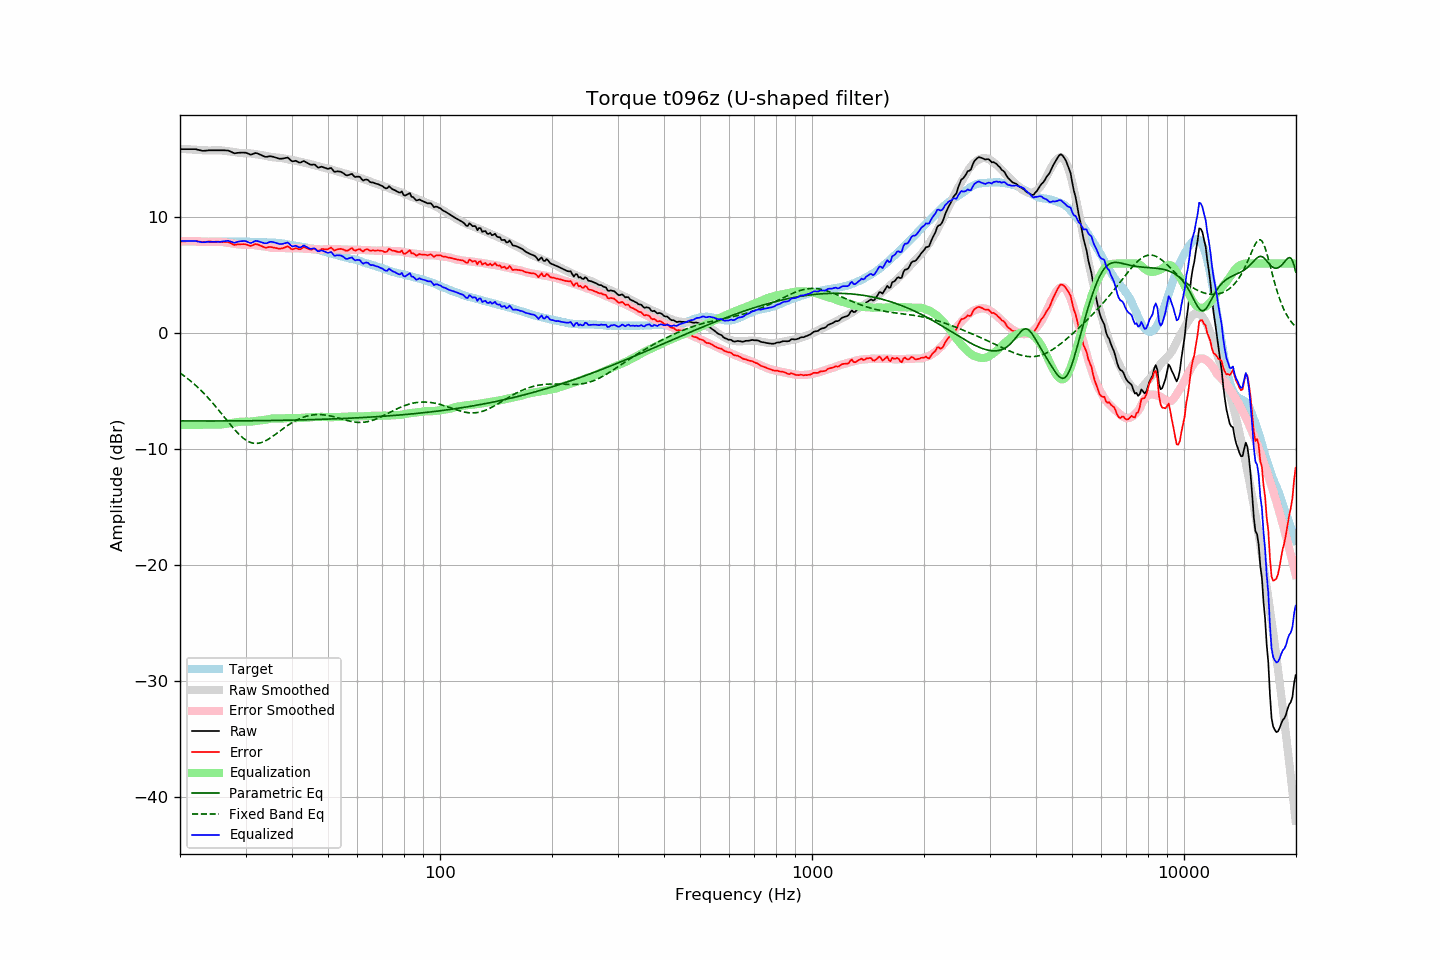 Torque t096z (U-shaped filter)
10
0
−10
−20
−30
−40
Amplitude (dBr)
Target
Raw Smoothed
Error Smoothed
Raw
Error
Equalization
Parametric Eq
Fixed Band Eq
Equalized
100
1000
10000
Frequency (Hz)